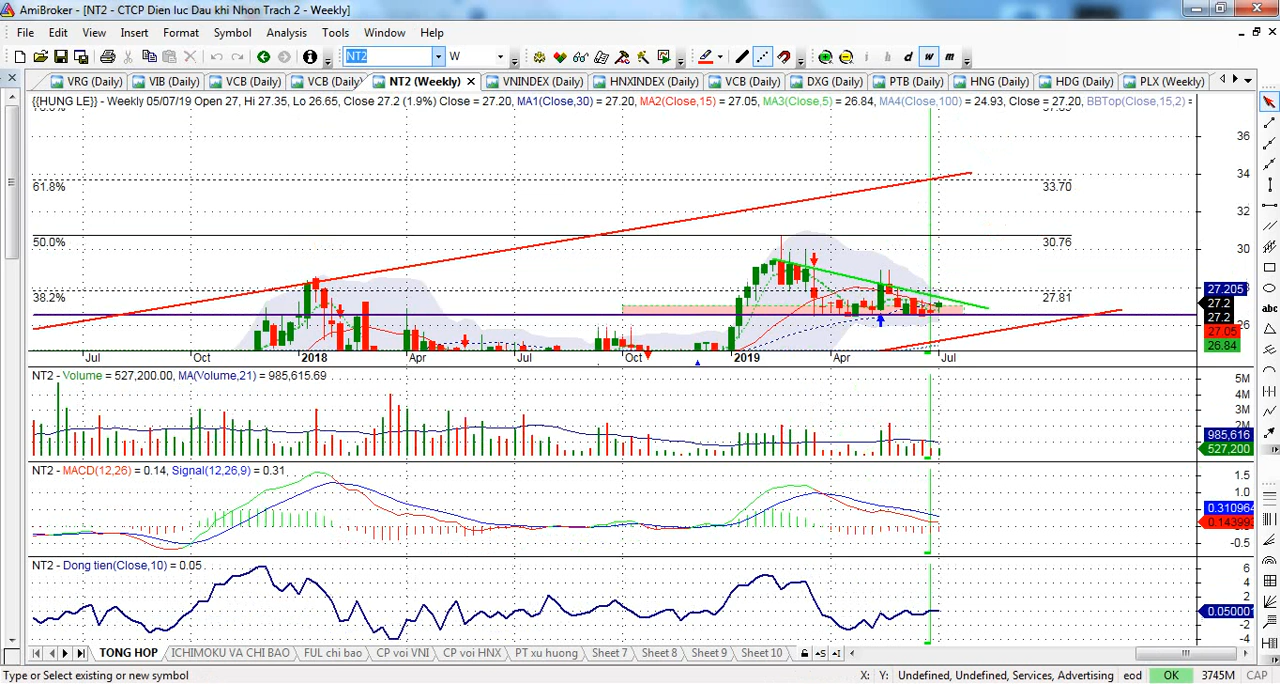 AmiBroker - [NT2 - CTCP Dien luc Dau khi Nhon Trach 2 - Weekly]
File Edit View Insert Format Symbol Analysis Tools Window Help
NT2 W i h d w m
VRG (Daily) VIB (Daily) VCB (Daily) VCB (Daily NT2 (Weekly) VNINDEX (Daily) HNXINDEX (Daily) VCB (Daily) DXG (Daily) PTB (Daily) HNG (Daily) HDG (Daily) PLX (Weekly)
{{HUNG LE}} - Weekly 05/07/19 Open 27, Hi 27.35, Lo 26.65, Close 27.2 (1.9%) Close = 27.20, MA1(Close,30) = 27.20, MA2(Close,15) = 27.05, MA3(Close,5) = 26.84, MA4(Close,100) = 24.93, Close = 27.20, BBTop(Close,15,2) =
36
34
61.8% 33.70
32
50.0% 30.76
30
38.2% 27.81
27.205
27.2
27.2
26
27.05
26.84
Jul Oct 2018 Apr Jul Oct 2019 Apr Jul
abc
NT2 - Volume = 527,200.00, MA(Volume,21) = 985,615.69
5M
4M
3M
2M
985,616
527,200
NT2 - MACD(12,26) = 0.14, Signal(12,26,9) = 0.31
1.5
1.0
0.310964
0.14399
-0.5
NT2 - Dong tien(Close,10) = 0.05
6
4
2
0.05000
-2
-4
TONG HOP ICHIMOKU VA CHI BAO FUL chi bao CP voi VNI CP voi HNX PT xu huong Sheet 7 Sheet 8 Sheet 9 Sheet 10
Type or Select existing or new symbol X: Y: Undefined, Undefined, Services, Advertising eod OK 3745M CAP